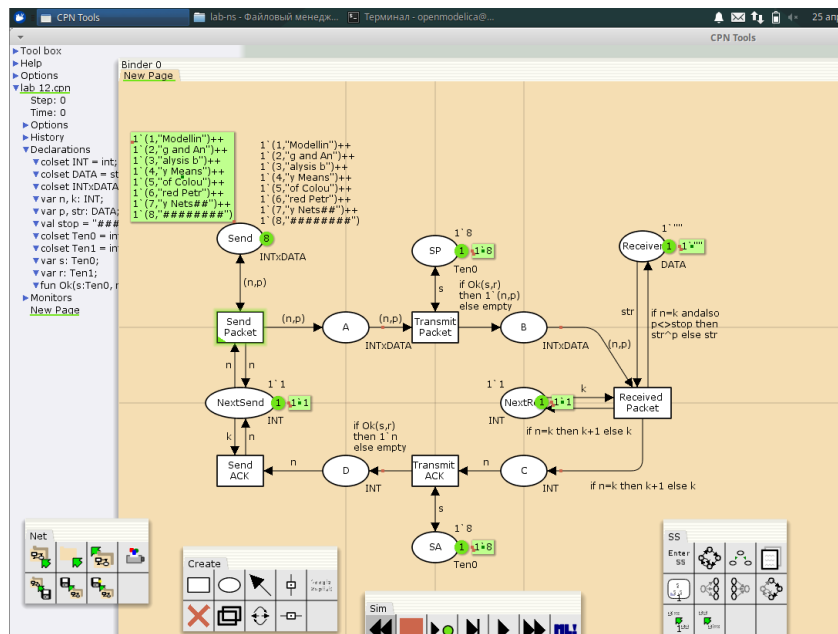 CPN Tools
lab-ns - Файловый менедж...
Терминал - openmodelica@...
25 апр
CPN Tools
Tool box
Help
Options
lab 12.cpn
Step: 0
Time: 0
Options
History
Declarations
colset INT = int;
colset DATA = st
colset INTxDATA
var n, k: INT;
var p, str: DATA;
val stop = "###
colset Ten0 = in
colset Ten1 = in
var s: Ten0;
var r: Ten1;
fun Ok(s:Ten0, r
Monitors
New Page
Binder 0
New Page
1`(1,"Modellin")++
1`(2,"g and An")++
1`(3,"alysis b")++
1`(4,"y Means")++
1`(5,"of Colou")++
1`(6,"red Petr")++
1`(7,"y Nets##")++
1`(8,"########")
1`(1,"Modellin")++
1`(2,"g and An")++
1`(3,"alysis b")++
1`(4,"y Means")++
1`(5,"of Colou")++
1`(6,"red Petr")++
1`(7,"y Nets##")++
1`(8,"########")
Send
8
INTxDATA
1`8
SP
1
1`8
Ten0
1`""
Receiver
1
1`""
DATA
(n,p)
s
if Ok(s,r)
then 1`(n,p)
else empty
str
if n=k andalso
p<>stop then
str^p else str
Send
Packet
(n,p)
A
INTxDATA
(n,p)
Transmit
Packet
B
INTxDATA
(n,p)
n
n
1`1
NextSend
1
1`1
INT
1`1
NextR
1
1`1
INT
k
Received
Packet
if n=k then k+1 else k
k
n
if Ok(s,r)
then 1`n
else empty
Send
ACK
n
D
INT
Transmit
ACK
n
C
INT
if n=k then k+1 else k
s
1`8
SA
1
1`8
Ten0
Net
Create
Sim
SS
Enter
SS